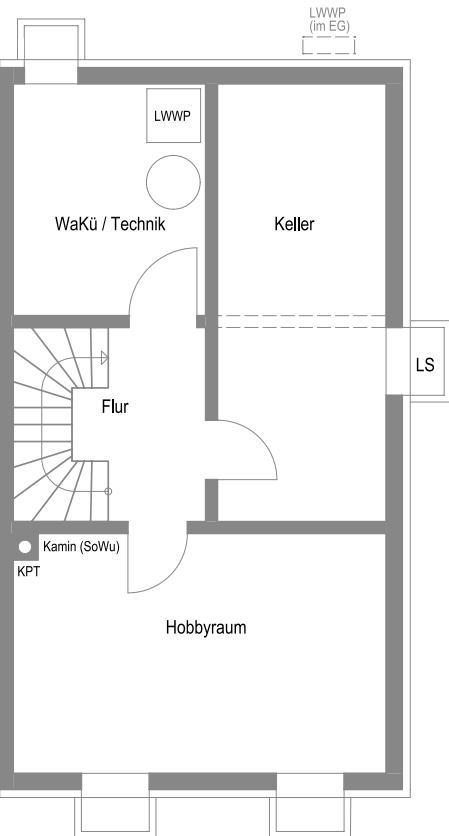 LWWP
(im EG)
LWWP
WaKü / Technik
Keller
LS
Flur
Kamin (SoWu)
KPT
Hobbyraum